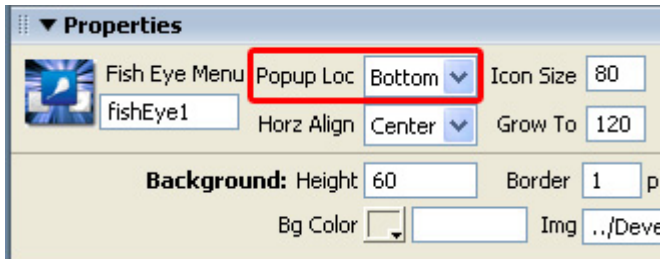 Properties
Fish Eye Menu Popup Loc Bottom Icon Size 80
fishEye1 Horz Align Center Grow To 120
Background: Height 60 Border 1 p
Bg Color Img ../Deve